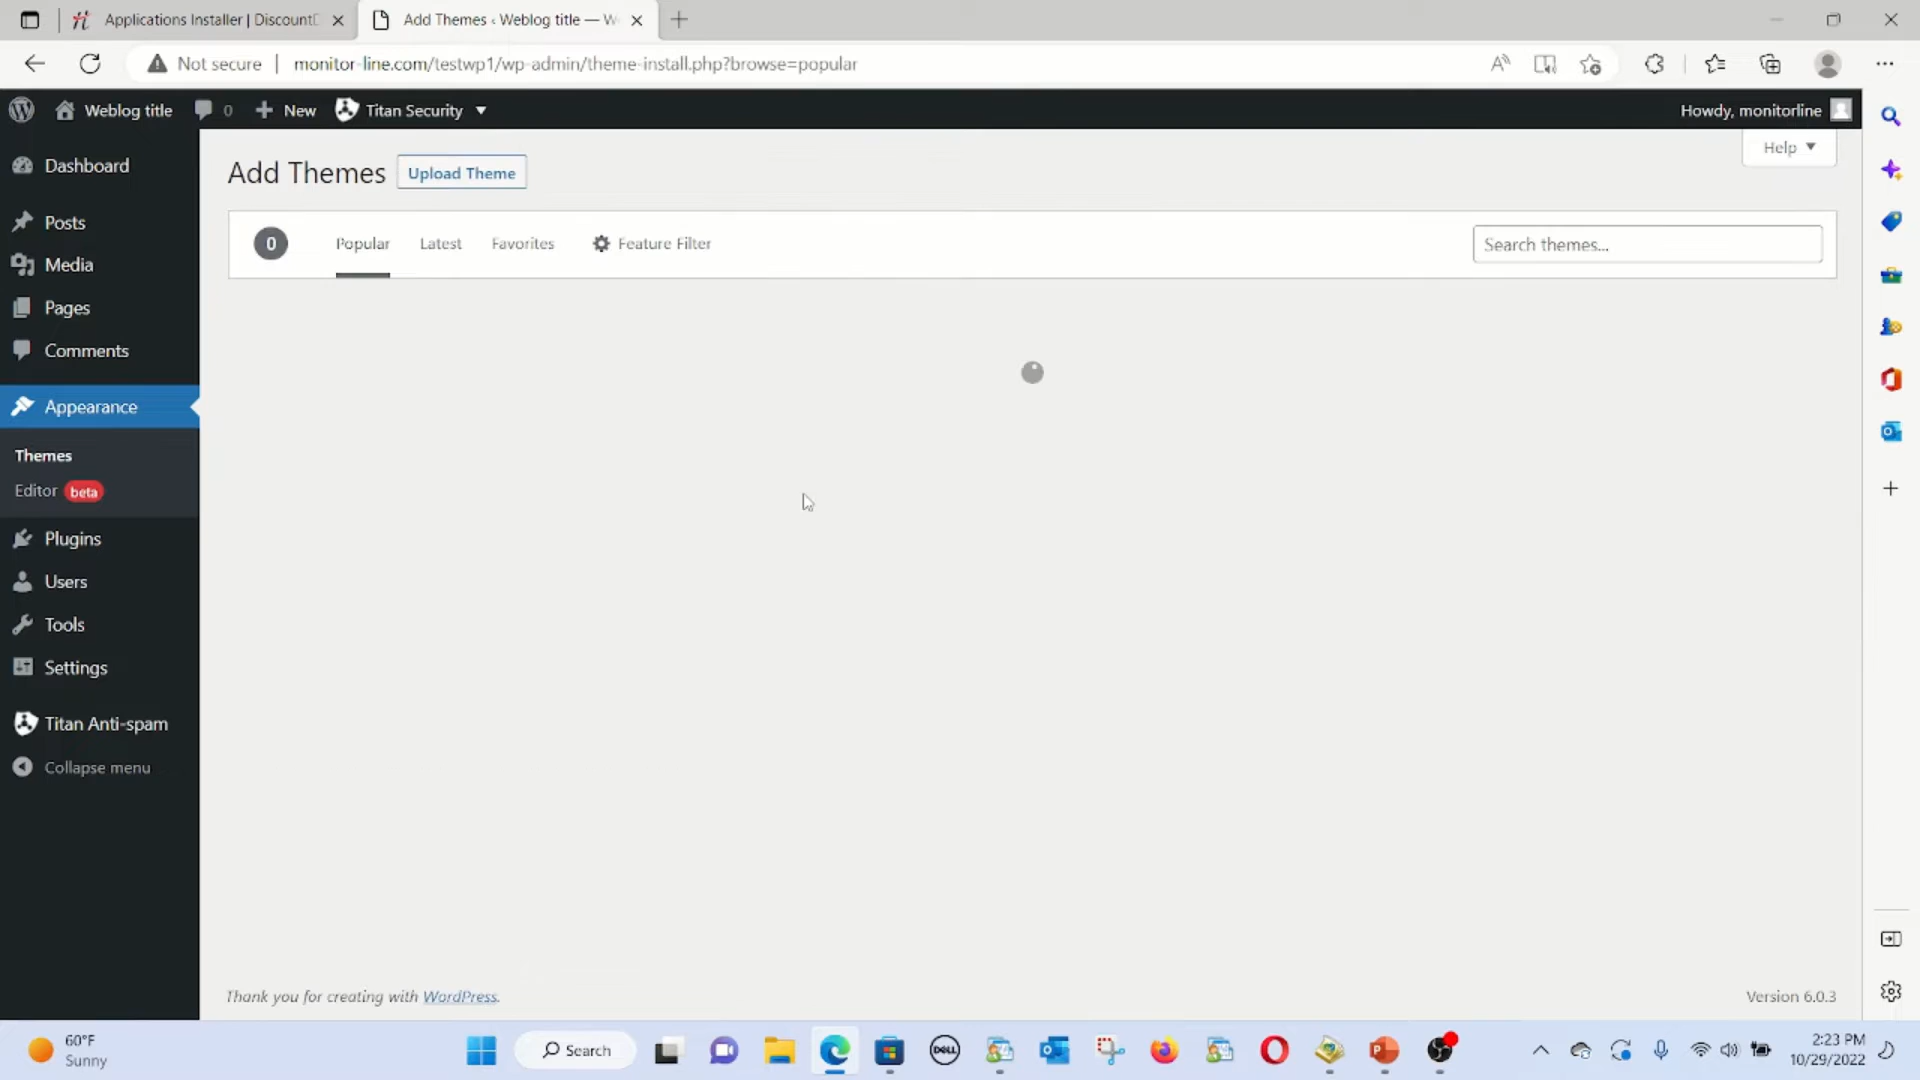 Applications Installer | Discount
Add Themes ‹ Weblog title — W
Not secure
monitor-line.com/testwp1/wp-admin/theme-install.php?browse=popular
Weblog title
0
New
Titan Security
Howdy, monitorline
Dashboard
Posts
Media
Pages
Comments
Appearance
Themes
Editor beta
Plugins
Users
Tools
Settings
Titan Anti-spam
Collapse menu
Add Themes
Upload Theme
Help
0
Popular
Latest
Favorites
Feature Filter
Search themes...
Thank you for creating with WordPress.
Version 6.0.3
60°F
Sunny
Search
DELL
2:23 PM
10/29/2022